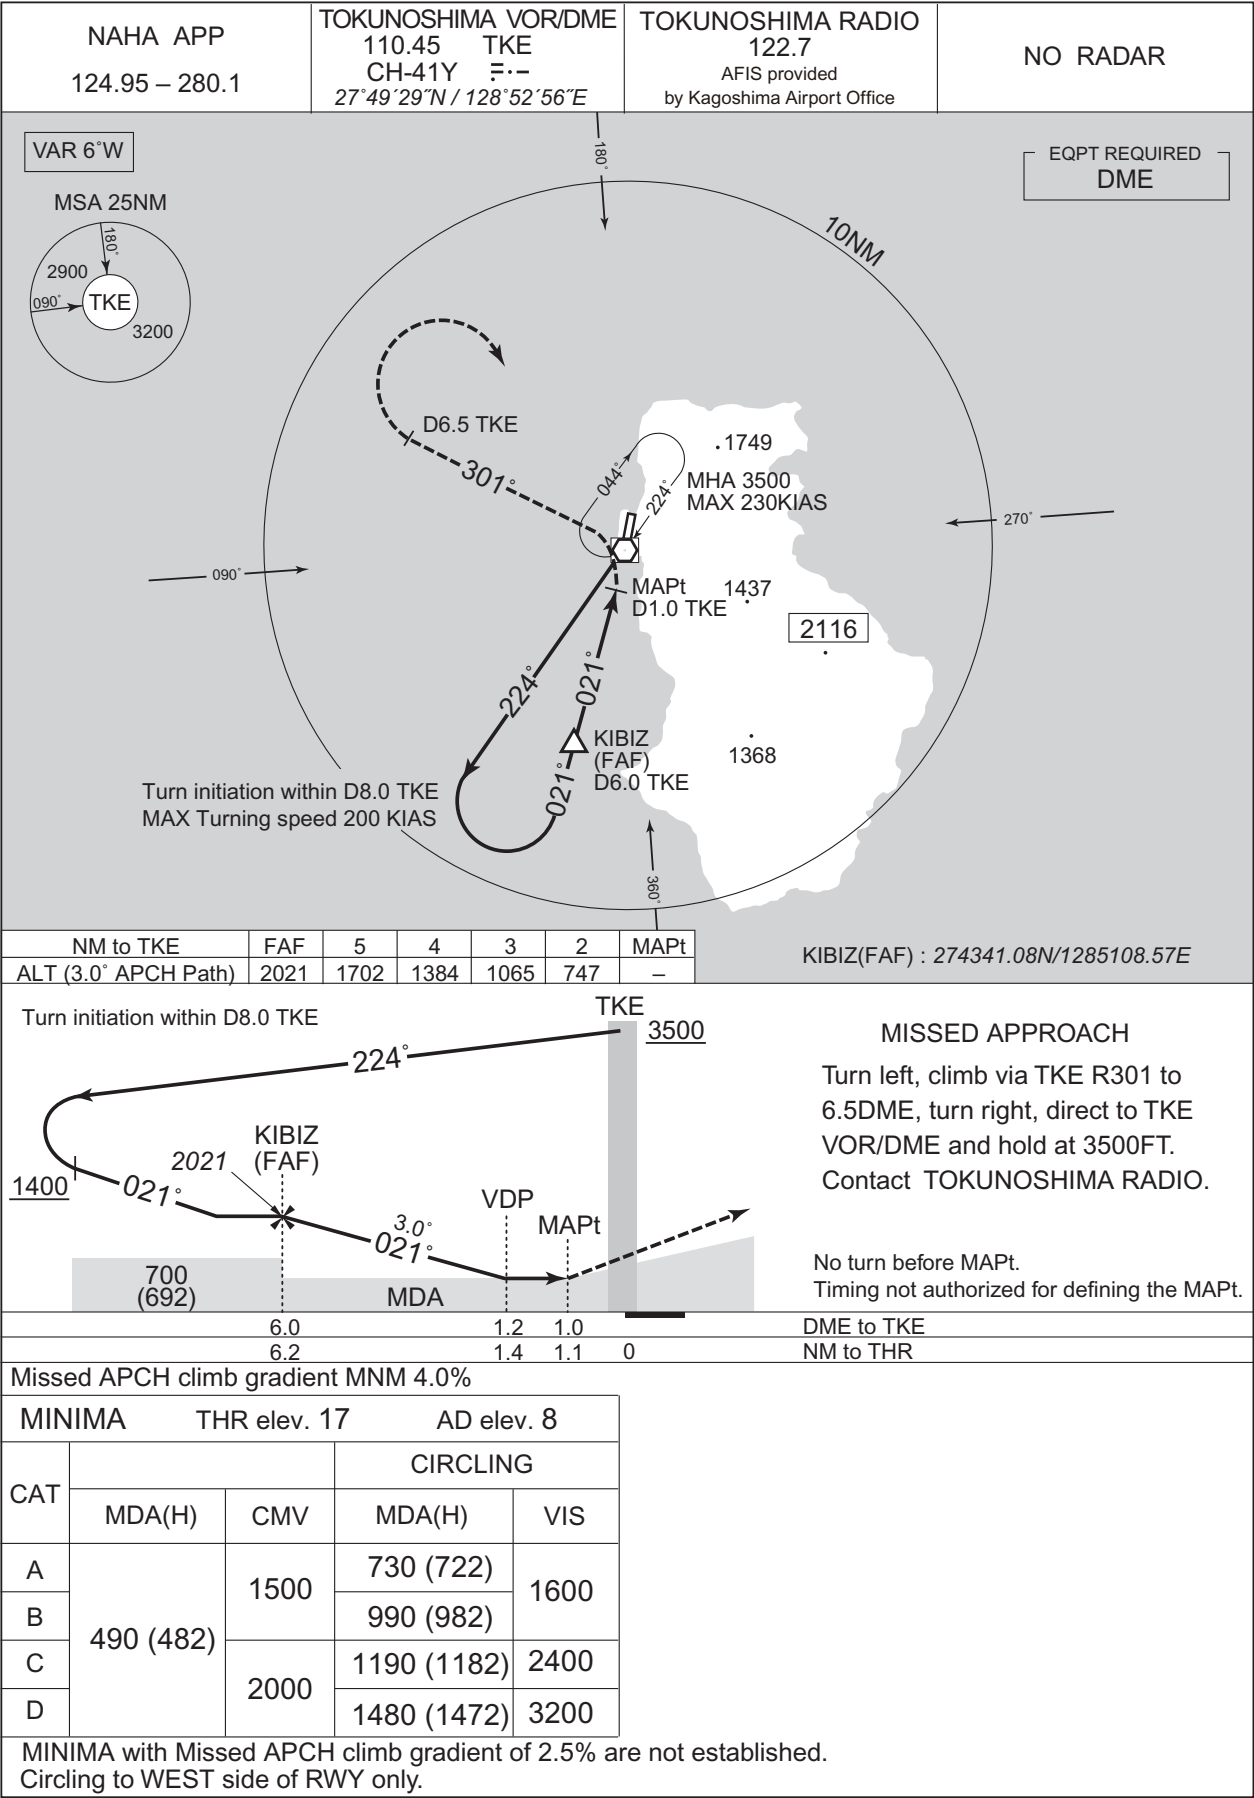 NAHA APP
124.95 – 280.1
TOKUNOSHIMA VOR/DME
110.45 TKE
CH-41Y
27˚49´29˝N / 128˚52´56˝E
TOKUNOSHIMA RADIO
122.7
AFIS provided
by Kagoshima Airport Office
NO RADAR
VAR 6˚W
MSA 25NM
180˚
2900
090˚
TKE
3200
180˚
EQPT REQUIRED
DME
10NM
D6.5 TKE
301˚
044˚
224˚
1749
MHA 3500
MAX 230KIAS
270˚
090˚
MAPt
D1.0 TKE
1437
2116
224˚
021˚
KIBIZ
(FAF)
D6.0 TKE
1368
021˚
Turn initiation within D8.0 TKE
MAX Turning speed 200 KIAS
360˚
NM to TKE FAF 5 4 3 2 MAPt
ALT (3.0˚ APCH Path) 2021 1702 1384 1065 747 –
KIBIZ(FAF) : 274341.08N/1285108.57E
Turn initiation within D8.0 TKE
TKE
3500
224˚
KIBIZ
(FAF)
2021
1400
021˚
3.0˚
021˚
VDP
MAPt
700
(692)
MDA
MISSED APPROACH
Turn left, climb via TKE R301 to
6.5DME, turn right, direct to TKE
VOR/DME and hold at 3500FT.
Contact TOKUNOSHIMA RADIO.
No turn before MAPt.
Timing not authorized for defining the MAPt.
6.0 1.2 1.0 DME to TKE
6.2 1.4 1.1 0 NM to THR
Missed APCH climb gradient MNM 4.0%
MINIMA THR elev. 17 AD elev. 8
CAT
CIRCLING
MDA(H) CMV MDA(H) VIS
A 490 (482) 1500 730 (722) 1600
B 990 (982)
C 2000 1190 (1182) 2400
D 1480 (1472) 3200
MINIMA with Missed APCH climb gradient of 2.5% are not established.
Circling to WEST side of RWY only.